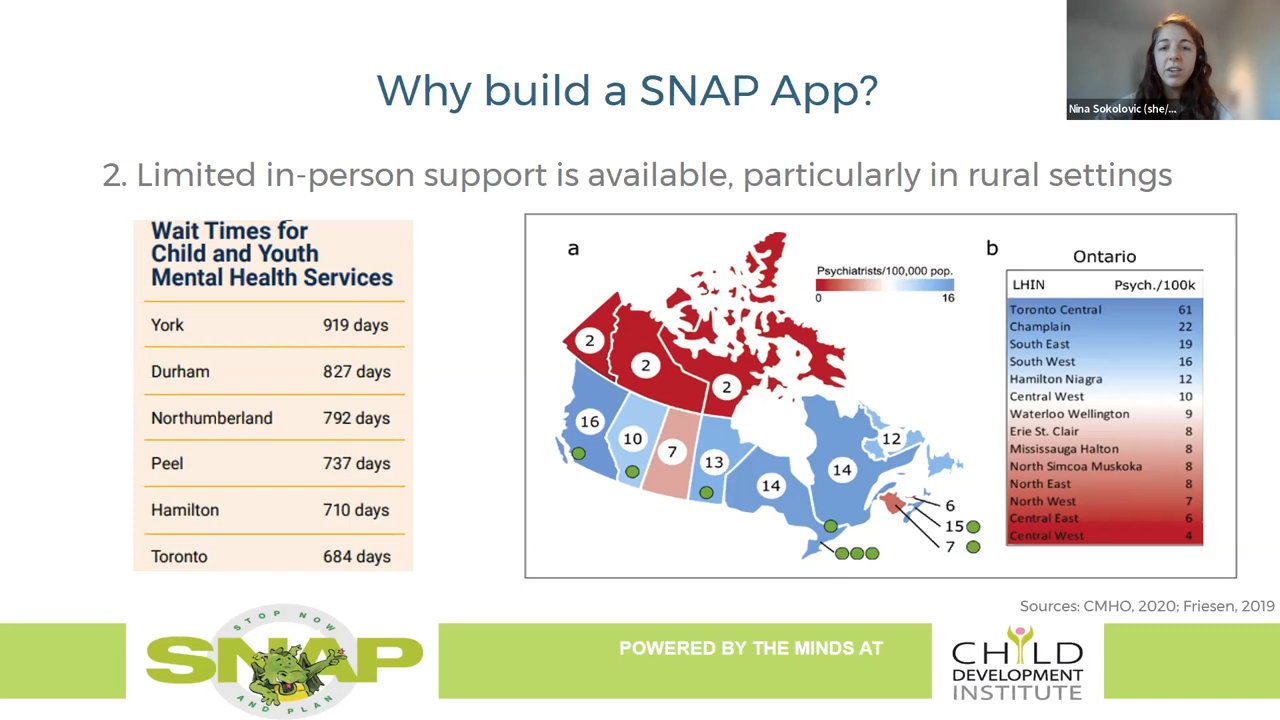 Why build a SNAP App?
Nina Sokolovic (she/...
2. Limited in-person support is available, particularly in rural settings
Wait Times for
Child and Youth
Mental Health Services
York 919 days
Durham 827 days
Northumberland 792 days
Peel 737 days
Hamilton 710 days
Toronto 684 days
a
Psychiatrists/100,000 pop.
0 16
2
2
2
16
10
7
13
14
14
12
6
15
7
b
Ontario
LHIN Psych./100k
Toronto Central 61
Champlain 22
South East 19
South West 16
Hamilton Niagra 12
Central West 10
Waterloo Wellington 9
Erie St. Clair 8
Mississauga Halton 8
North Simcoa Muskoka 8
North East 8
North West 7
Central East 6
Central West 4
Sources: CMHO, 2020; Friesen, 2019
STOP NOW
SNAP
AND PLAN
POWERED BY THE MINDS AT
CHILD
DEVELOPMENT
INSTITUTE